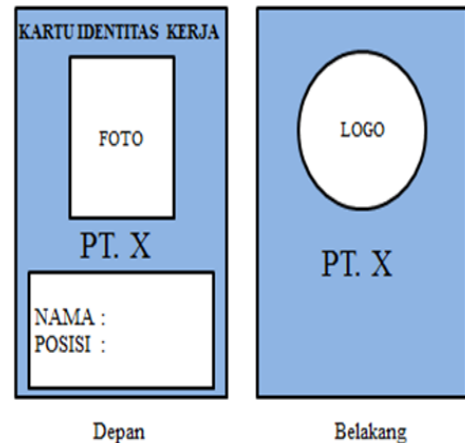 KARTU IDENTITAS KERJA
FOTO
PT. X
NAMA :
POSISI :
Depan
LOGO
PT. X
Belakang